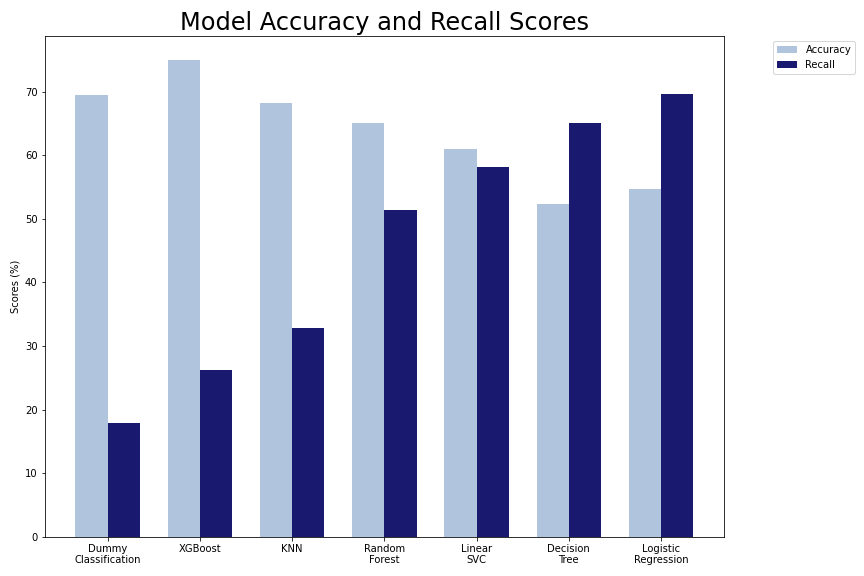 Model Accuracy and Recall Scores
Accuracy
Recall
Scores (%)
70
60
50
40
30
20
10
0
Dummy
Classification
XGBoost
KNN
Random
Forest
Linear
SVC
Decision
Tree
Logistic
Regression